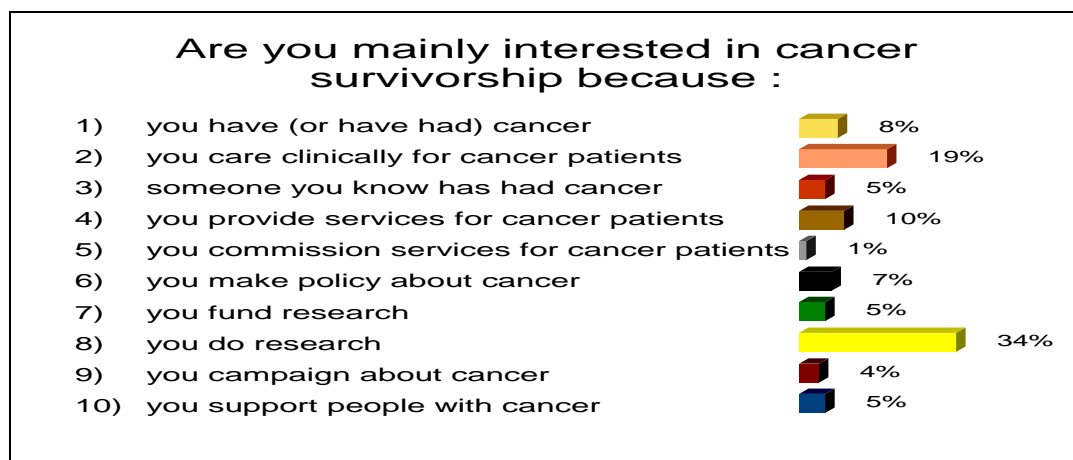 Are you mainly interested in cancer
survivorship because :
1) you have (or have had) cancer 8%
2) you care clinically for cancer patients 19%
3) someone you know has had cancer 5%
4) you provide services for cancer patients 10%
5) you commission services for cancer patients 1%
6) you make policy about cancer 7%
7) you fund research 5%
8) you do research 34%
9) you campaign about cancer 4%
10) you support people with cancer 5%